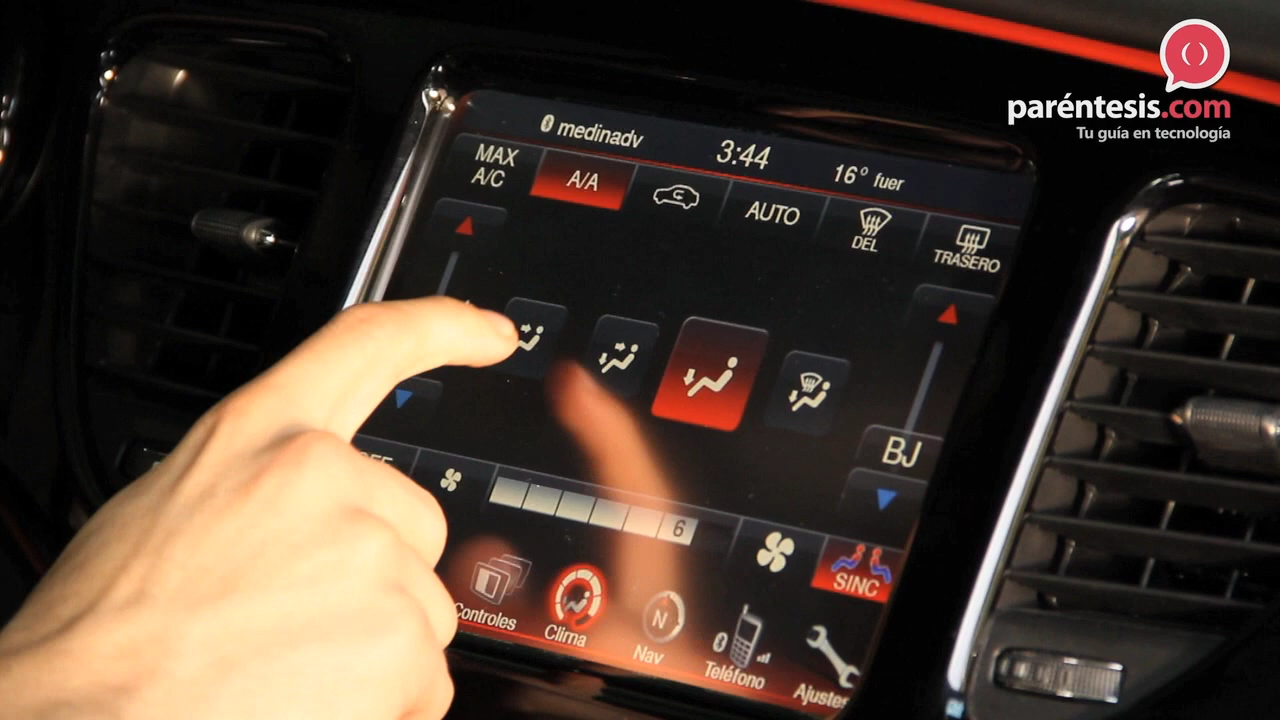 paréntesis.com
Tu guía en tecnología
medinadv
3:44
16° fuer
MAX
A/C
A/A
AUTO
DEL
TRASERO
BJ
6
SINC
Controles
Clima
N
Nav
Teléfono
Ajustes